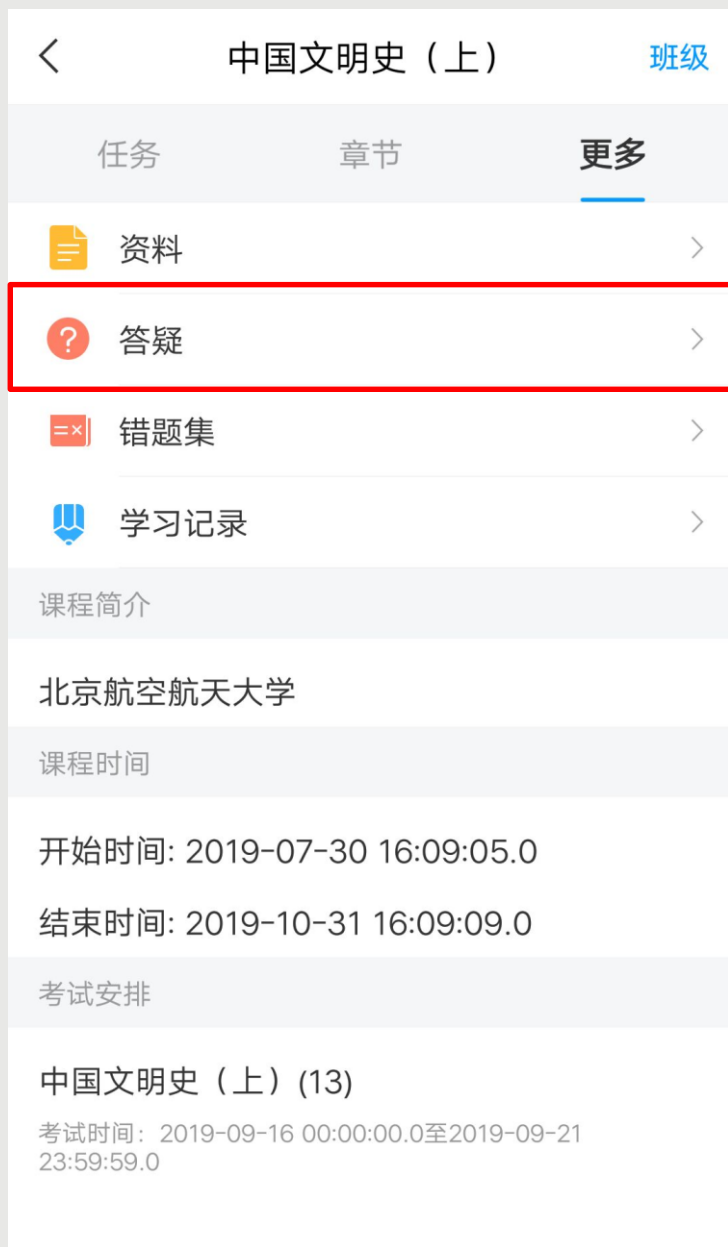 中国文明史（上）
班级
任务
章节
更多
资料
答疑
错题集
学习记录
课程简介
北京航空航天大学
课程时间
开始时间: 2019-07-30 16:09:05.0
结束时间: 2019-10-31 16:09:09.0
考试安排
中国文明史（上）(13)
考试时间：2019-09-16 00:00:00.0至2019-09-21
23:59:59.0